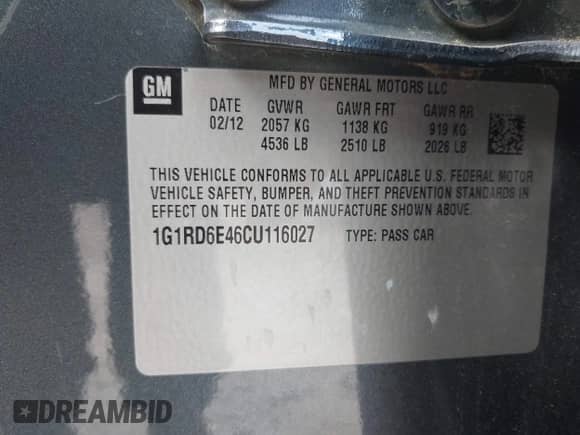 GM
MFD BY GENERAL MOTORS LLC
DATE GVWR GAWR FRT GAWR RR
02/12 2057 KG 1138 KG 919 KG
4536 LB 2510 LB 2026 LB
THIS VEHICLE CONFORMS TO ALL APPLICABLE U.S. FEDERAL MOTOR
VEHICLE SAFETY, BUMPER, AND THEFT PREVENTION STANDARDS IN
EFFECT ON THE DATE OF MANUFACTURE SHOWN ABOVE.
1G1RD6E46CU116027 TYPE: PASS CAR
DREAMBID